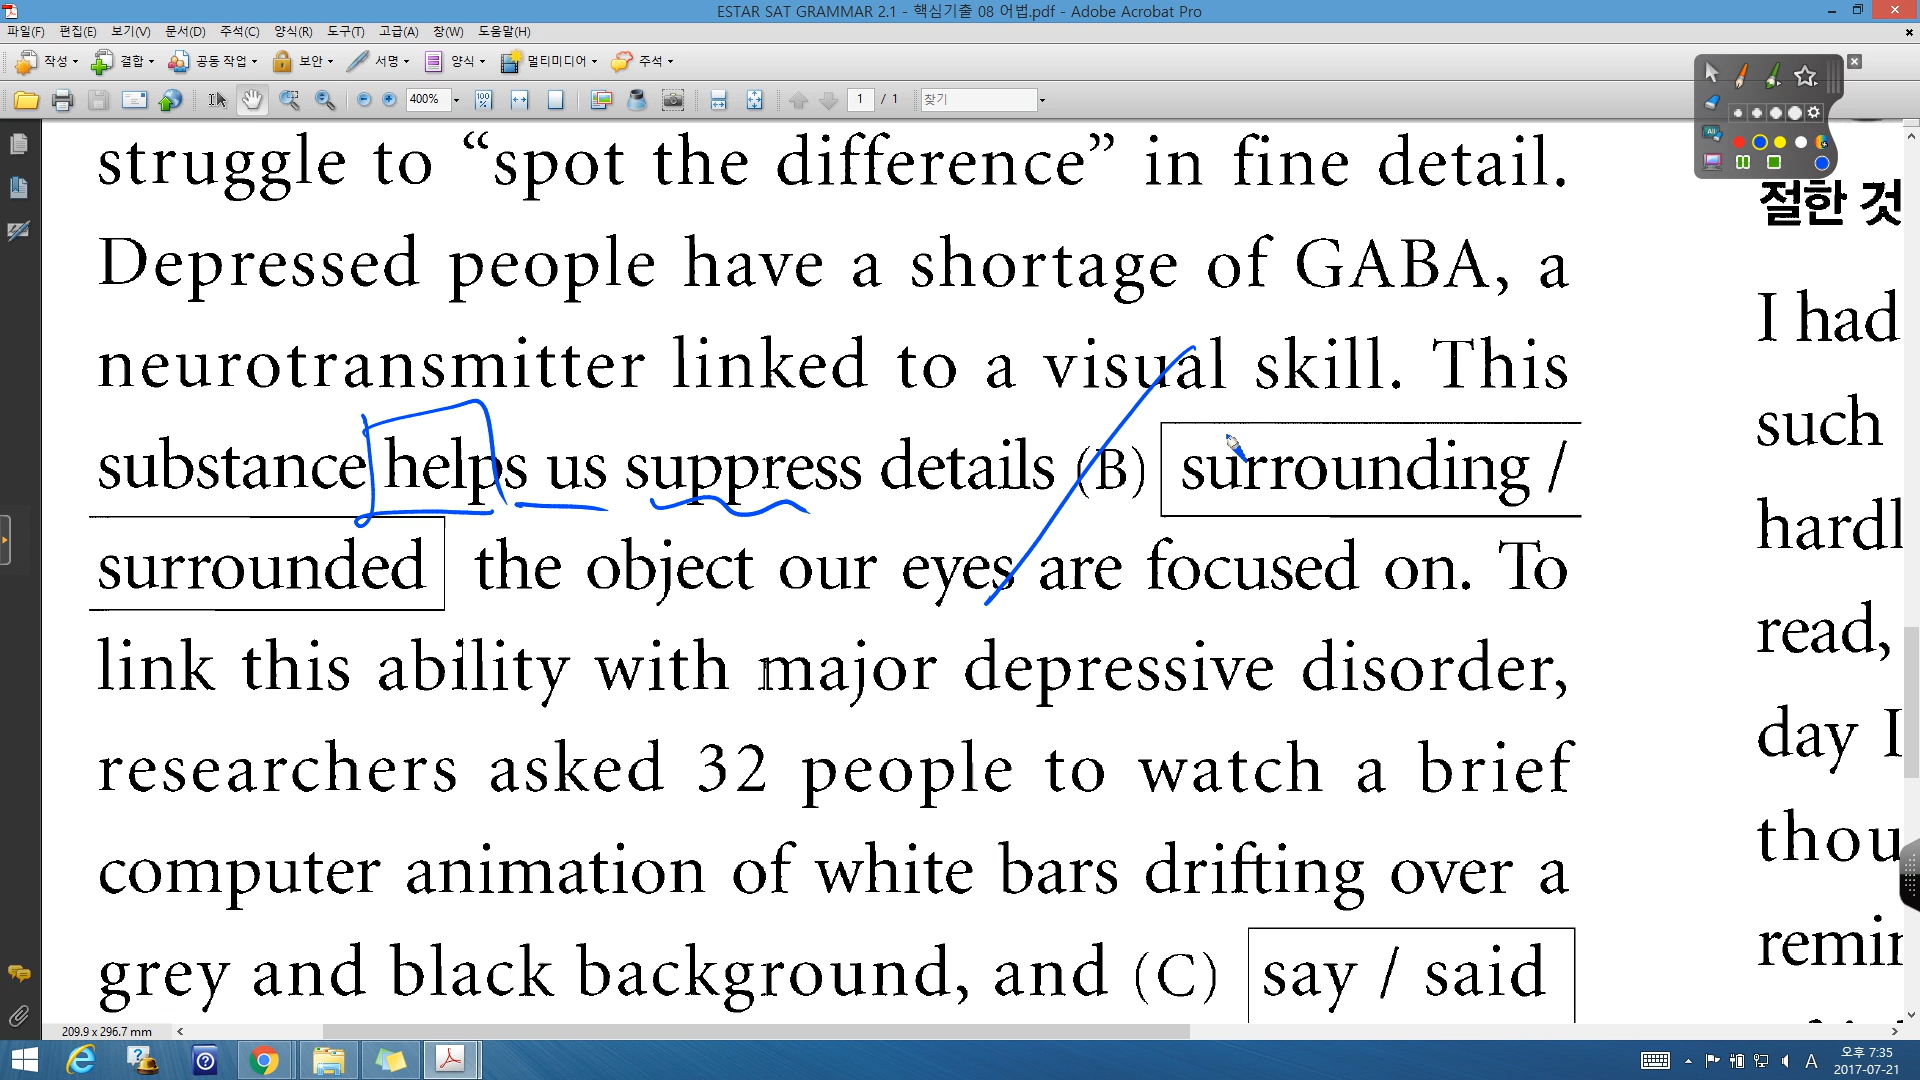 ESTAR SAT GRAMMAR 2.1 - 핵심기출 08 어법.pdf - Adobe Acrobat Pro
파일(F) 편집(E) 보기(V) 문서(D) 주석(C) 양식(R) 도구(T) 고급(A) 창(W) 도움말(H)
작성 결합 공동 작업 보안 서명 양식 멀티미디어 주석
400% 1 / 1 찾기
struggle to “spot the difference” in fine detail.
Depressed people have a shortage of GABA, a
neurotransmitter linked to a visual skill. This
substance helps us suppress details (B) surrounding /
surrounded the object our eyes are focused on. To
link this ability with major depressive disorder,
researchers asked 32 people to watch a brief
computer animation of white bars drifting over a
grey and black background, and (C) say / said
절한 것
I had
such
hardl
read,
day I
thou
remin
209.9 x 296.7 mm
A
오후 7:35
2017-07-21